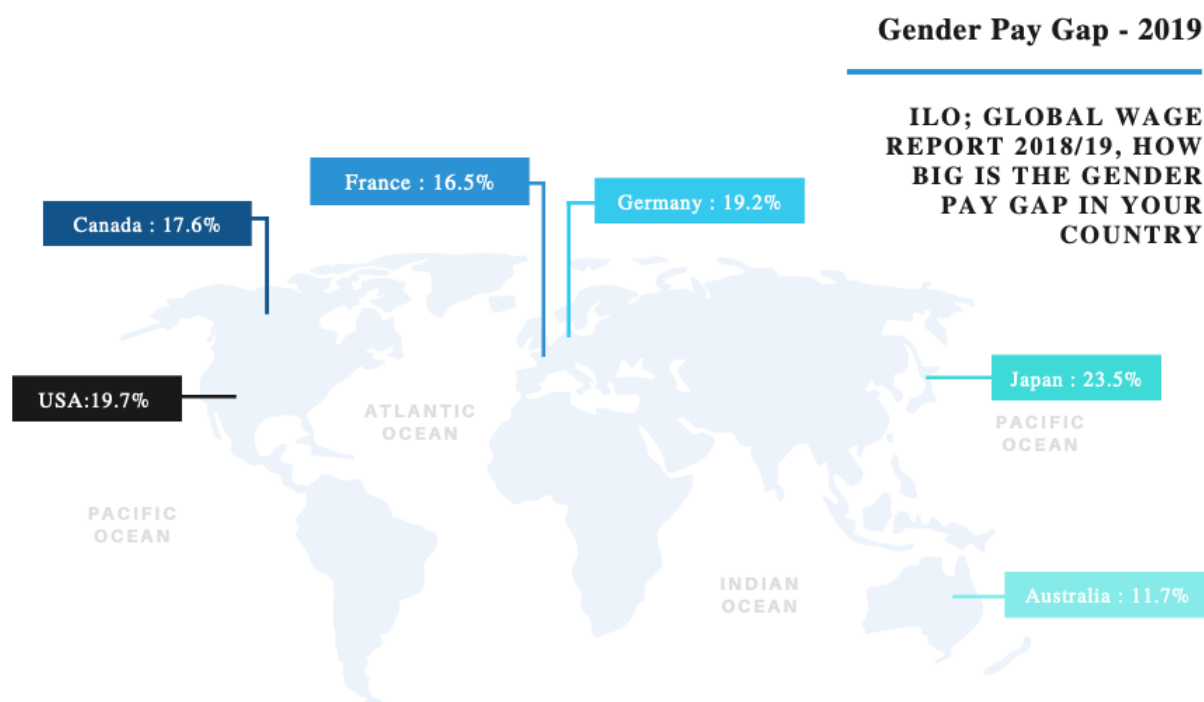 Gender Pay Gap - 2019
ILO; GLOBAL WAGE
REPORT 2018/19, HOW
BIG IS THE GENDER
PAY GAP IN YOUR
COUNTRY
France : 16.5%
Germany : 19.2%
Canada : 17.6%
Japan : 23.5%
USA:19.7%
ATLANTIC
OCEAN
PACIFIC
OCEAN
PACIFIC
OCEAN
INDIAN
OCEAN
Australia : 11.7%